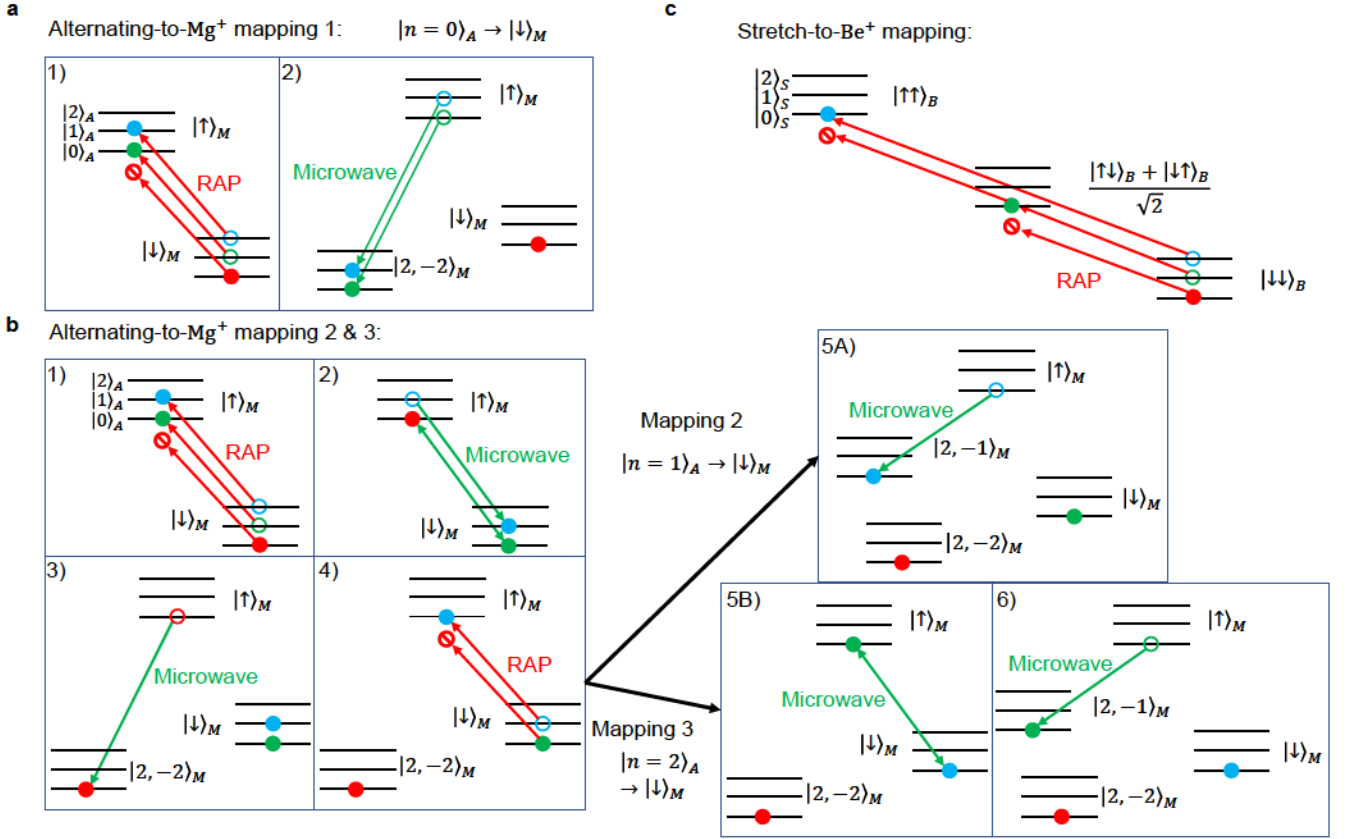 a
Alternating-to-Mg⁺ mapping 1: |n = 0⟩_A → |↓⟩_M
1)
|2⟩_A
|1⟩_A
|0⟩_A
|↑⟩_M
RAP
|↓⟩_M
2)
|↑⟩_M
Microwave
|↓⟩_M
|2, −2⟩_M
c
Stretch-to-Be⁺ mapping:
|2⟩_S
|1⟩_S
|0⟩_S
|↑↑⟩_B
|↑↓⟩_B + |↓↑⟩_B
√2
RAP
|↓↓⟩_B
b
Alternating-to-Mg⁺ mapping 2 & 3:
1)
|2⟩_A
|1⟩_A
|0⟩_A
|↑⟩_M
RAP
|↓⟩_M
2)
|↑⟩_M
Microwave
|↓⟩_M
3)
|↑⟩_M
Microwave
|↓⟩_M
|2, −2⟩_M
4)
|↑⟩_M
RAP
|↓⟩_M
|2, −2⟩_M
Mapping 2
|n = 1⟩_A → |↓⟩_M
Mapping 3
|n = 2⟩_A
→ |↓⟩_M
5A)
|↑⟩_M
Microwave
|2, −1⟩_M
|↓⟩_M
|2, −2⟩_M
5B)
|↑⟩_M
Microwave
|↓⟩_M
|2, −2⟩_M
6)
|↑⟩_M
Microwave
|2, −1⟩_M
|↓⟩_M
|2, −2⟩_M